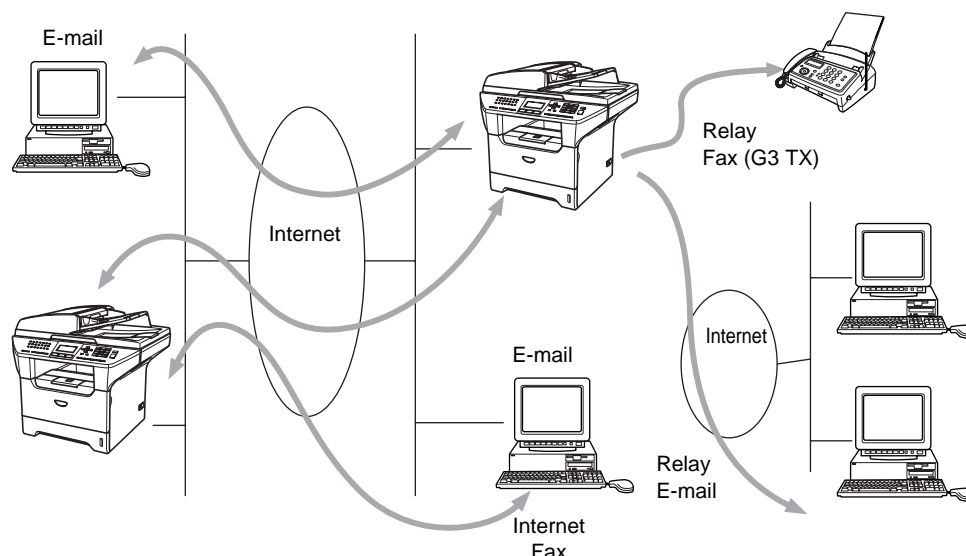 E-mail
Relay
Fax (G3 TX)
Internet
Internet
E-mail
Relay
E-mail
Internet
Fax